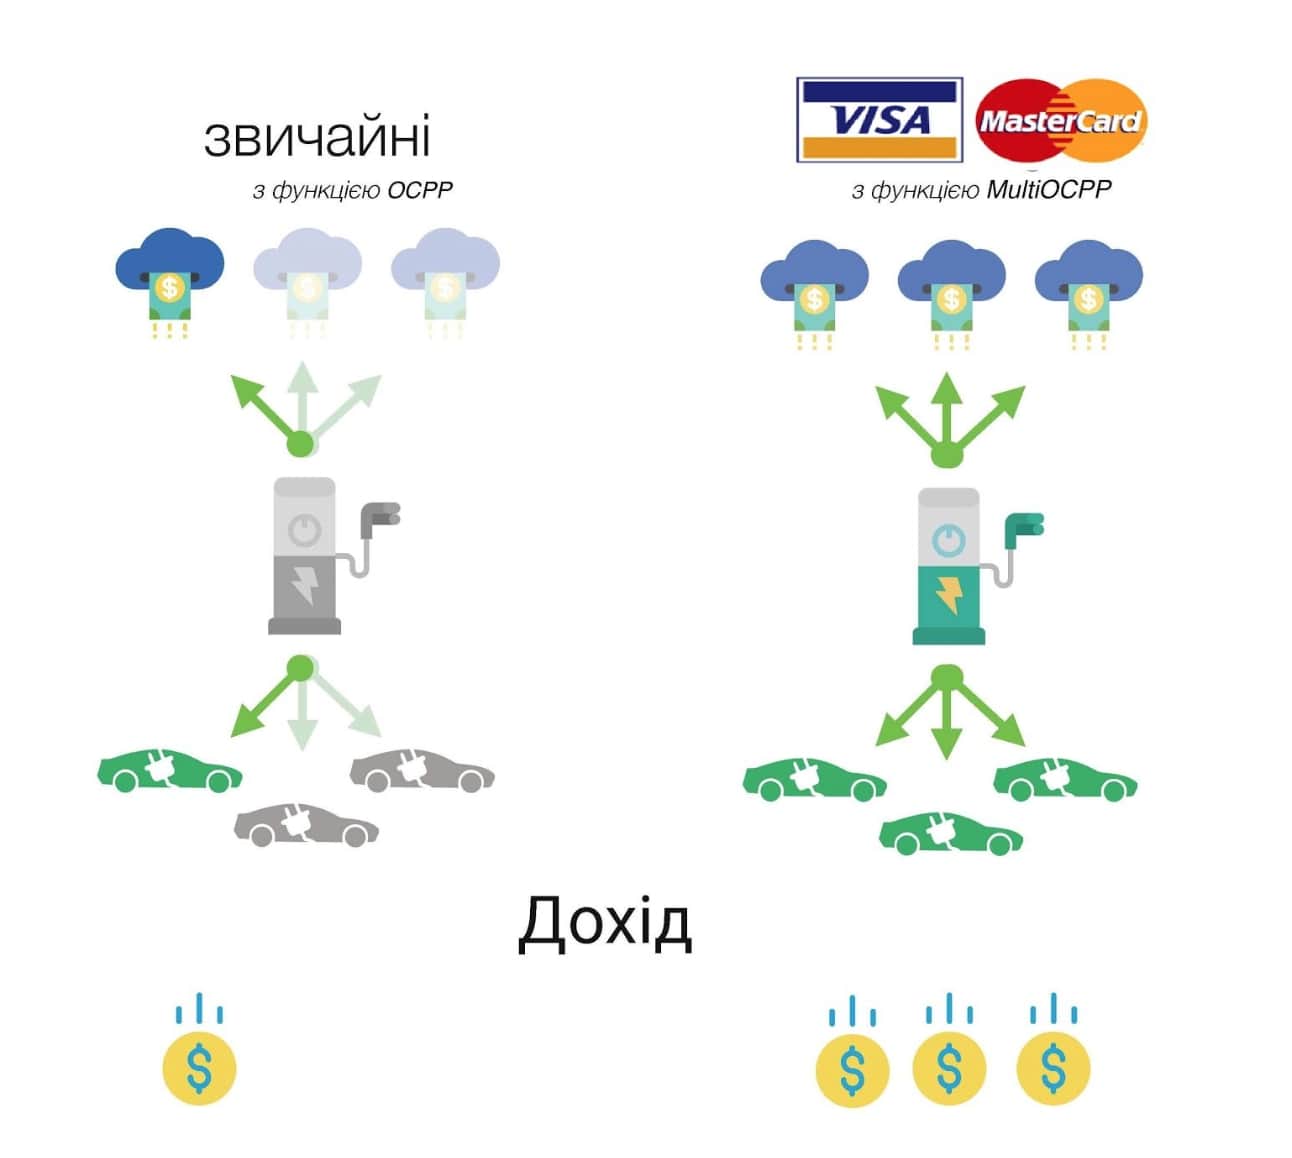 звичайні
з функцією OCPP
VISA MasterCard
з функцією MultiOCPP
$ $ $ $ $ $
Дохід
$ $ $ $